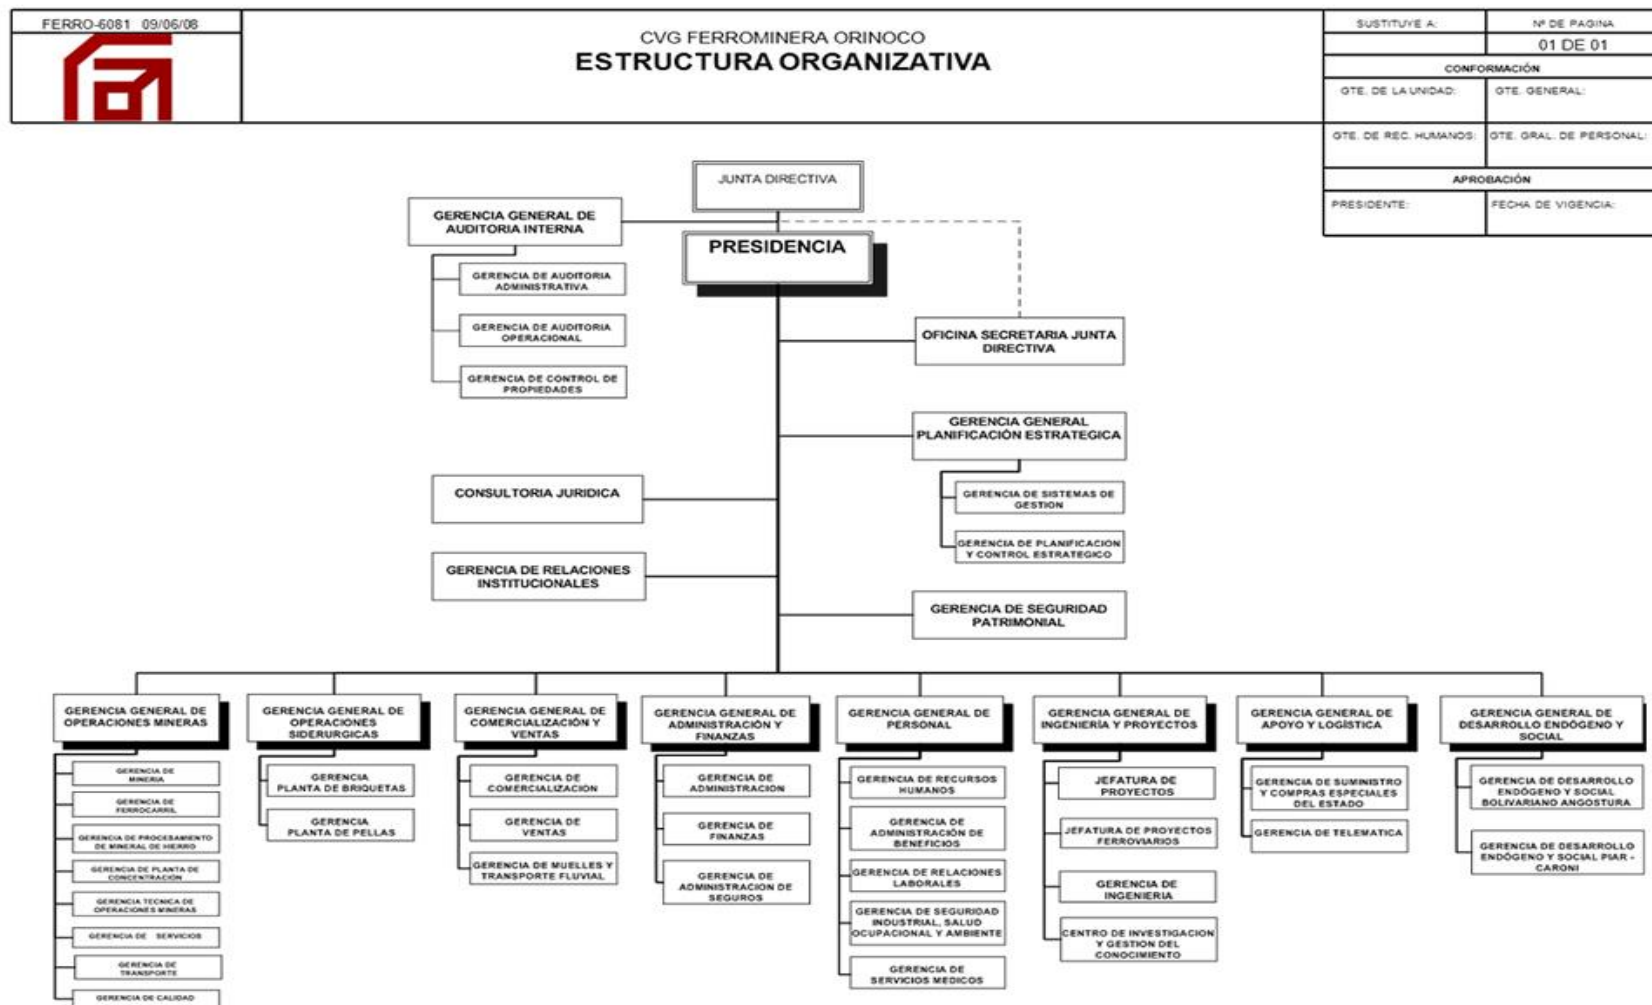 FERRO-6081 09/06/08
CVG FERROMINERA ORINOCO
ESTRUCTURA ORGANIZATIVA
SUSTITUYE A:
Nº DE PAGINA
01 DE 01
CONFORMACIÓN
GTE. DE LA UNIDAD:
GTE. GENERAL:
GTE. DE REC. HUMANOS:
GTE. GRAL. DE PERSONAL:
APROBACIÓN
PRESIDENTE:
FECHA DE VIGENCIA:
JUNTA DIRECTIVA
GERENCIA GENERAL DE
AUDITORIA INTERNA
PRESIDENCIA
GERENCIA DE AUDITORIA
ADMINISTRATIVA
GERENCIA DE AUDITORIA
OPERACIONAL
GERENCIA DE CONTROL DE
PROPIEDADES
OFICINA SECRETARIA JUNTA
DIRECTIVA
GERENCIA GENERAL
PLANIFICACIÓN ESTRATEGICA
GERENCIA DE SISTEMAS DE
GESTION
GERENCIA DE PLANIFICACION
Y CONTROL ESTRATEGICO
CONSULTORIA JURIDICA
GERENCIA DE RELACIONES
INSTITUCIONALES
GERENCIA DE SEGURIDAD
PATRIMONIAL
GERENCIA GENERAL DE
OPERACIONES MINERAS
GERENCIA DE
MINERIA
GERENCIA DE
FERROCARRIL
GERENCIA DE PROCESAMIENTO
DE MINERAL DE HIERRO
GERENCIA DE PLANTA DE
CONCENTRACIÓN
GERENCIA TECNICA DE
OPERACIONES MINERAS
GERENCIA DE SERVICIOS
GERENCIA DE
TRANSPORTE
GERENCIA DE CALIDAD
GERENCIA GENERAL DE
OPERACIONES
SIDERURGICAS
GERENCIA
PLANTA DE BRIQUETAS
GERENCIA
PLANTA DE PELLAS
GERENCIA GENERAL DE
COMERCIALIZACIÓN Y
VENTAS
GERENCIA DE
COMERCIALIZACIÓN
GERENCIA DE
VENTAS
GERENCIA DE MUELLES Y
TRANSPORTE FLUVIAL
GERENCIA GENERAL DE
ADMINISTRACIÓN Y
FINANZAS
GERENCIA DE
ADMINISTRACIÓN
GERENCIA DE
FINANZAS
GERENCIA DE
ADMINISTRACION DE
SEGUROS
GERENCIA GENERAL DE
PERSONAL
GERENCIA DE RECURSOS
HUMANOS
GERENCIA DE
ADMINISTRACIÓN DE
BENEFICIOS
GERENCIA DE RELACIONES
LABORALES
GERENCIA DE SEGURIDAD
INDUSTRIAL, SALUD
OCUPACIONAL Y AMBIENTE
GERENCIA DE
SERVICIOS MEDICOS
GERENCIA GENERAL DE
INGENIERÍA Y PROYECTOS
JEFATURA DE
PROYECTOS
JEFATURA DE PROYECTOS
FERROVIARIOS
GERENCIA DE
INGENIERIA
CENTRO DE INVESTIGACION
Y GESTION DEL
CONOCIMIENTO
GERENCIA GENERAL DE
APOYO Y LOGÍSTICA
GERENCIA DE SUMINISTRO
Y COMPRAS ESPECIALES
DEL ESTADO
GERENCIA DE TELEMATICA
GERENCIA GENERAL DE
DESARROLLO ENDÓGENO Y
SOCIAL
GERENCIA DE DESARROLLO
ENDÓGENO Y SOCIAL
BOLIVARIANO ANGOSTURA
GERENCIA DE DESARROLLO
ENDÓGENO Y SOCIAL PIAR -
CARONI